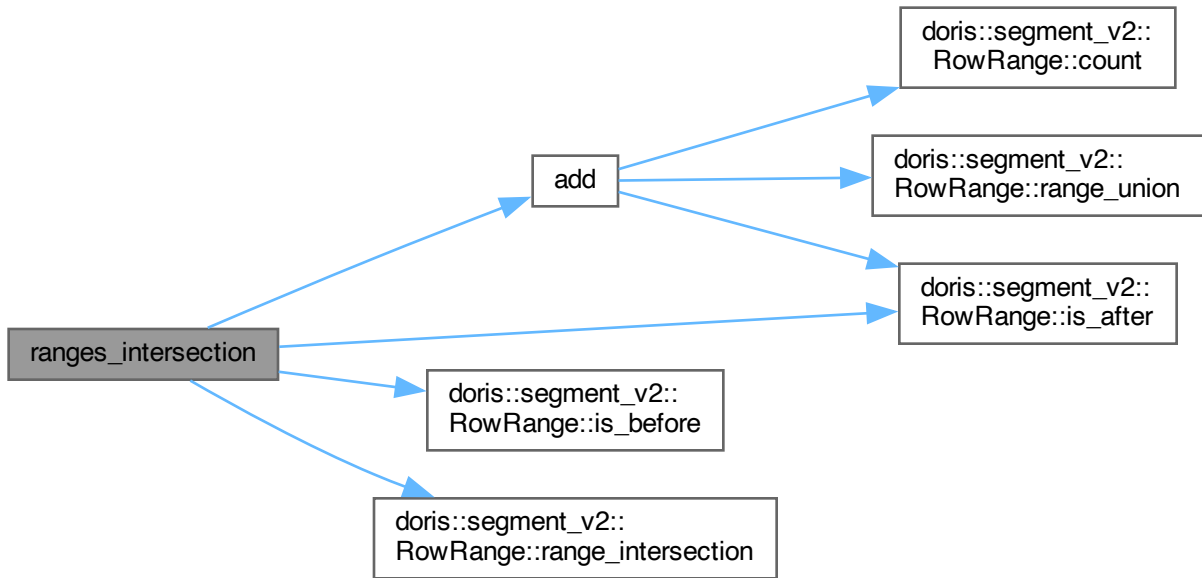 doris::segment_v2::
RowRange::count
add
doris::segment_v2::
RowRange::range_union
doris::segment_v2::
RowRange::is_after
ranges_intersection
doris::segment_v2::
RowRange::is_before
doris::segment_v2::
RowRange::range_intersection